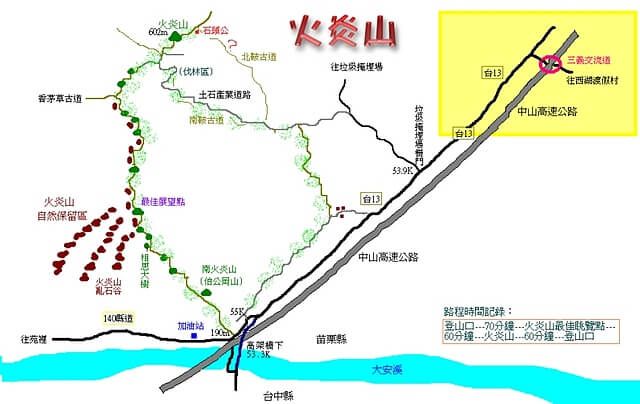 火炎山
火炎山
602m
石頭公
?
北鞍古道
(伐林區)
往垃圾掩埋場
三義交流道
往西湖渡假村
台13
香茅草古道
土石產業道路
南鞍古道
垃圾掩埋場柵門
台13
中山高速公路
53.9K
火炎山
自然保留區
最佳展望點
台13
相思大樹
中山高速公路
火炎山
亂石谷
南火炎山
(伯公岡山)
55K
140縣道
加油站
190m
往苑裡
高架橋下
53.3K
苗栗縣
路程時間記錄：
登山口---70分鐘---火炎山最佳眺覽點---
60分鐘---火炎山---60分鐘---登山口
大安溪
台中縣